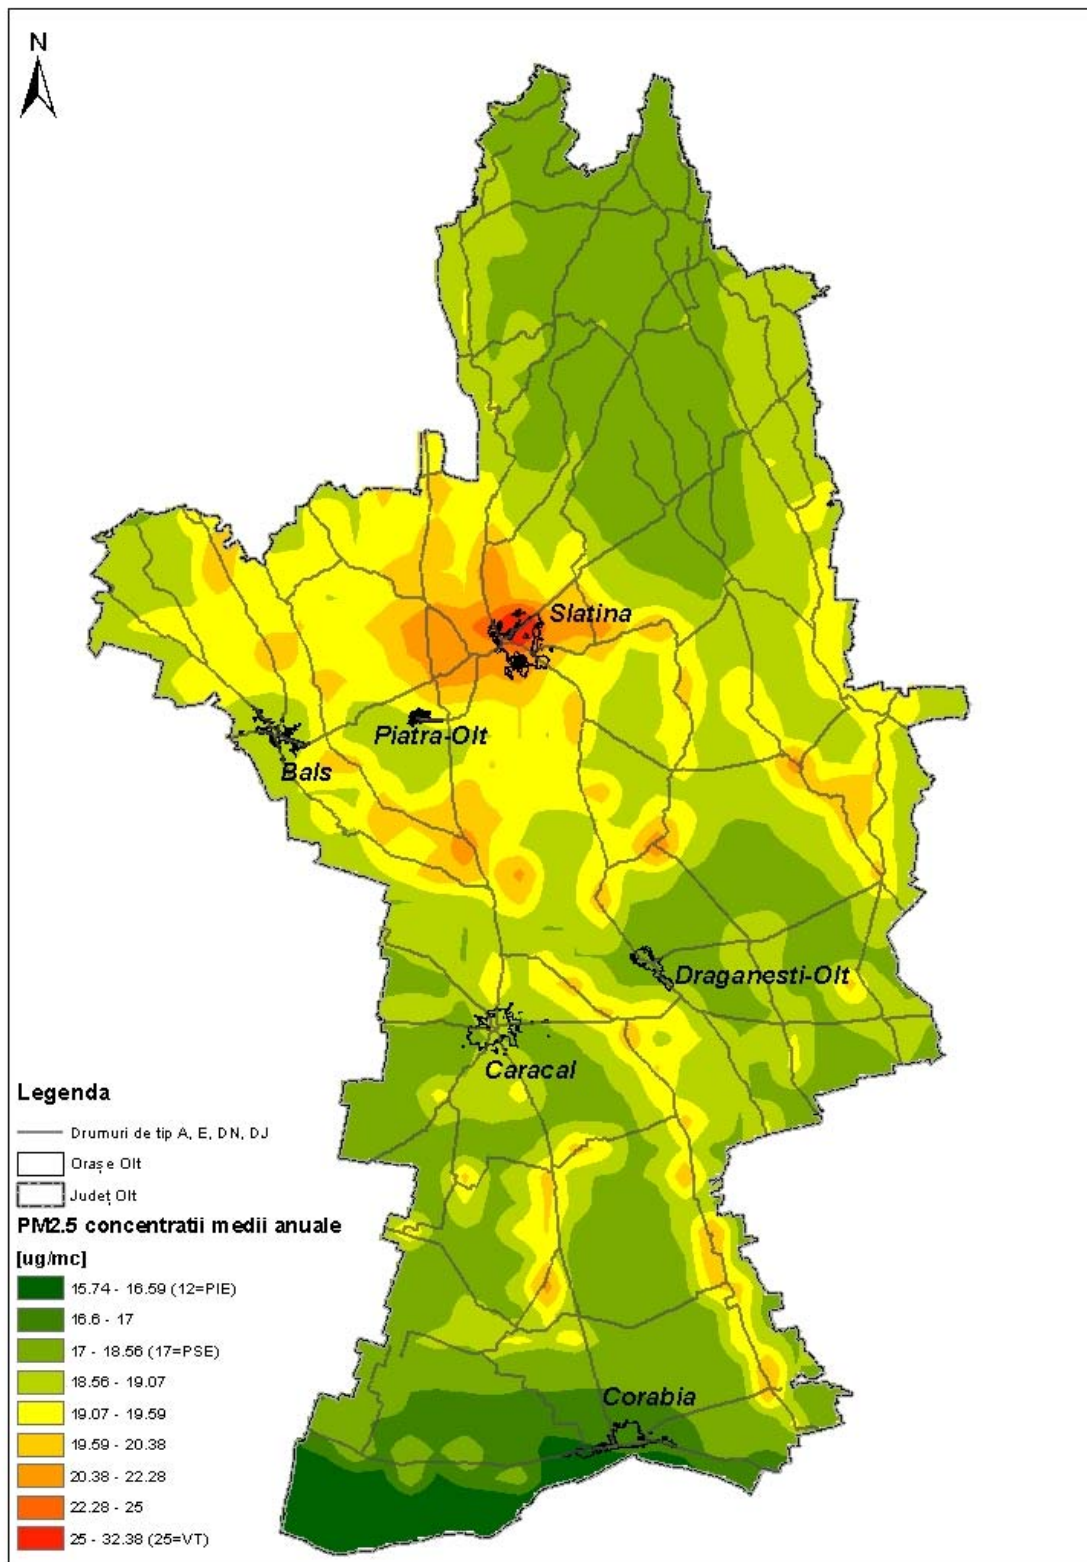 N
Slatina
Piatra-Olt
Bals
Draganesti-Olt
Caracal
Corabia
Legenda
Drumuri de tip A, E, DN, DJ
Orașe Olt
Județ Olt
PM2.5 concentratii medii anuale
[ug/mc]
15.74 - 16.59 (12=PIE)
16.6 - 17
17 - 18.56 (17=PSE)
18.56 - 19.07
19.07 - 19.59
19.59 - 20.38
20.38 - 22.28
22.28 - 25
25 - 32.38 (25=VT)